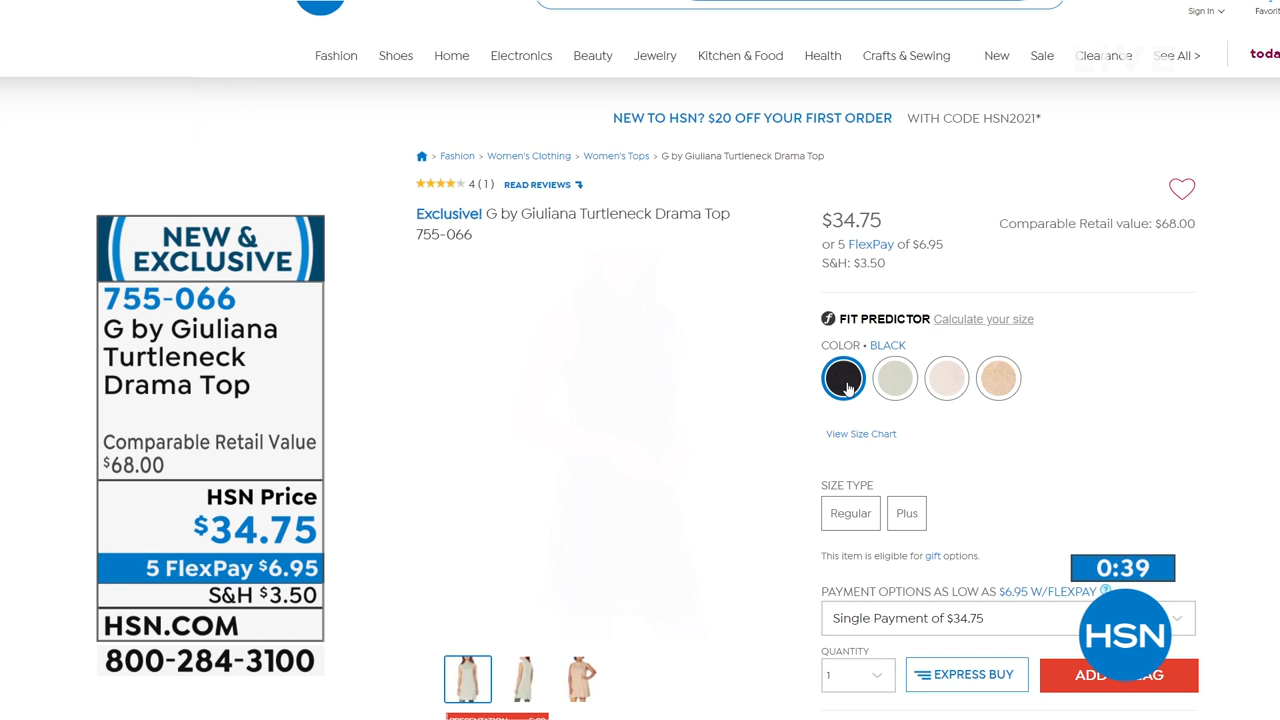 Sign In
Fashion Shoes Home Electronics Beauty Jewelry Kitchen & Food Health Crafts & Sewing New Sale Clearance See All >
LIVE
NEW TO HSN? $20 OFF YOUR FIRST ORDER WITH CODE HSN2021*
> Fashion > Women's Clothing > Women's Tops > G by Giuliana Turtleneck Drama Top
4 ( 1 ) READ REVIEWS
Exclusive! G by Giuliana Turtleneck Drama Top
755-066
$34.75
Comparable Retail value: $68.00
or 5 FlexPay of $6.95
S&H: $3.50
FIT PREDICTOR Calculate your size
COLOR • BLACK
View Size Chart
SIZE TYPE
Regular Plus
This item is eligible for gift options.
PAYMENT OPTIONS AS LOW AS $6.95 W/FLEXPAY ?
Single Payment of $34.75
QUANTITY
1
EXPRESS BUY
NEW &
EXCLUSIVE
755-066
G by Giuliana
Turtleneck
Drama Top
Comparable Retail Value
$68.00
HSN Price
$34.75
5 FlexPay $6.95
S&H $3.50
HSN.COM
800-284-3100
0:39
HSN